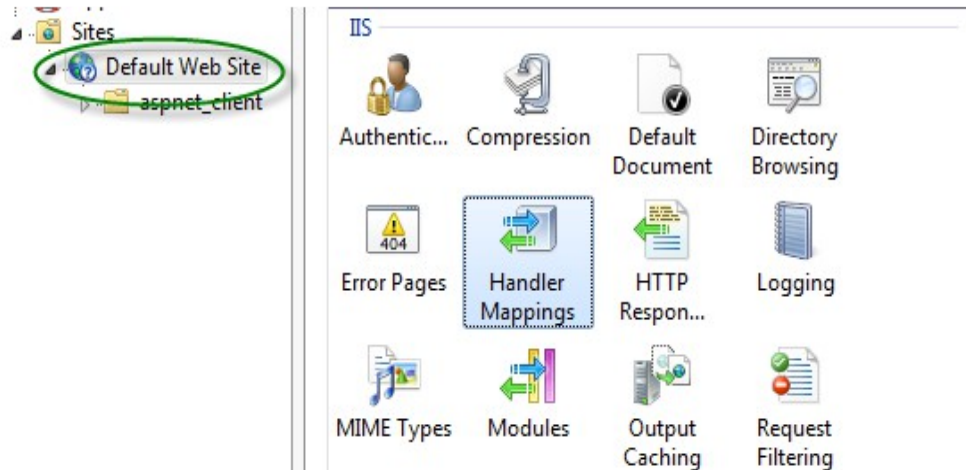 Sites
Default Web Site
aspnet_client
IIS
Authentic... Compression Default Document Directory Browsing
404
Error Pages Handler Mappings HTTP Respon... Logging
MIME Types Modules Output Caching Request Filtering